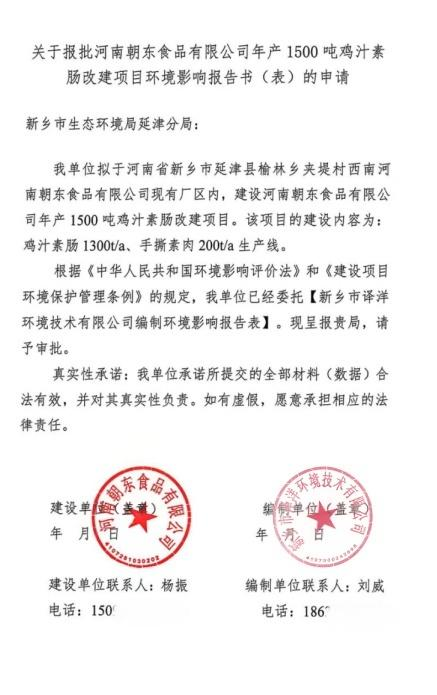 关于报批河南朝东食品有限公司年产 1500 吨鸡汁素
肠改建项目环境影响报告书（表）的申请
新乡市生态环境局延津分局：
我单位拟于河南省新乡市延津县榆林乡夹堤村西南河
南朝东食品有限公司现有厂区内，建设河南朝东食品有限公
司年产 1500 吨鸡汁素肠改建项目。该项目的建设内容为：
鸡汁素肠 1300t/a、手撕素肉 200t/a 生产线。
根据《中华人民共和国环境影响评价法》和《建设项目
环境保护管理条例》的规定，我单位已经委托【新乡市译洋
环境技术有限公司编制环境影响报告表】。现呈报贵局，请
予审批。
真实性承诺：我单位承诺所提交的全部材料（数据）合
法有效，并对其真实性负责。如有虚假，愿意承担相应的法
律责任。
建设单位（盖章） 编制单位（盖章）
年 月 日 年 月 日
河南朝东食品有限公司
4107261030202
新乡市译洋环境技术有限公司
建设单位联系人：杨振 编制单位联系人：刘威
电话：150 电话：186